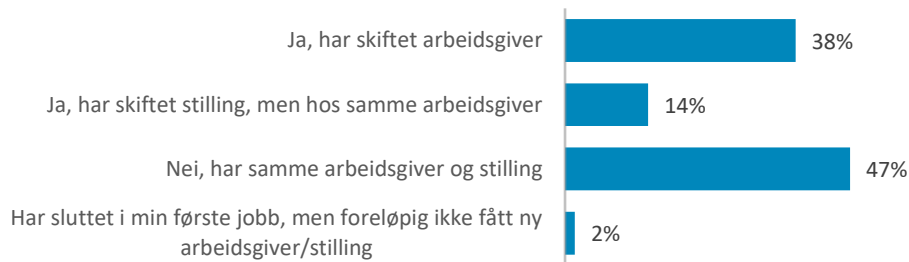 Ja, har skiftet arbeidsgiver
38%
Ja, har skiftet stilling, men hos samme arbeidsgiver
14%
Nei, har samme arbeidsgiver og stilling
47%
Har sluttet i min første jobb, men foreløpig ikke fått ny
arbeidsgiver/stilling
2%